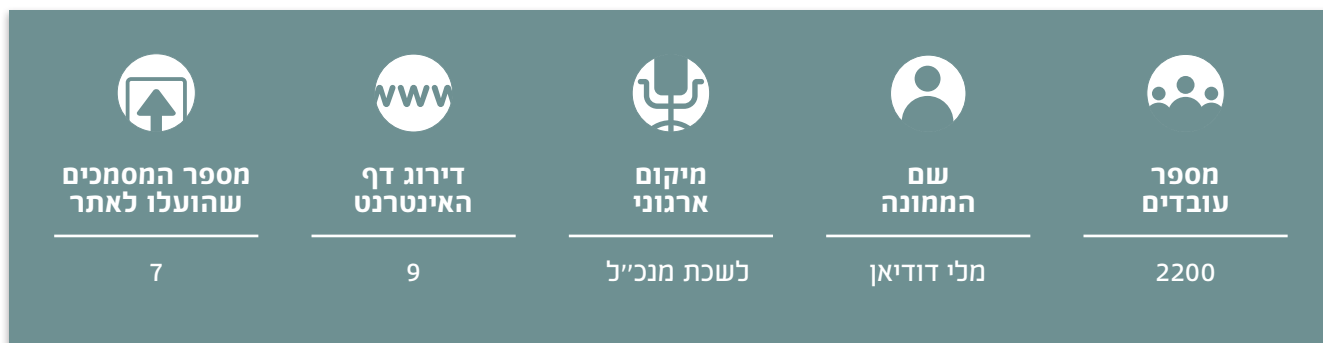 מספר
עובדים
2200
שם
הממונה
מלי דודיאן
מיקום
ארגוני
לשכת מנכ״ל
דירוג דף
האינטרנט
9
מספר המסמכים
שהועלו לאתר
7
www